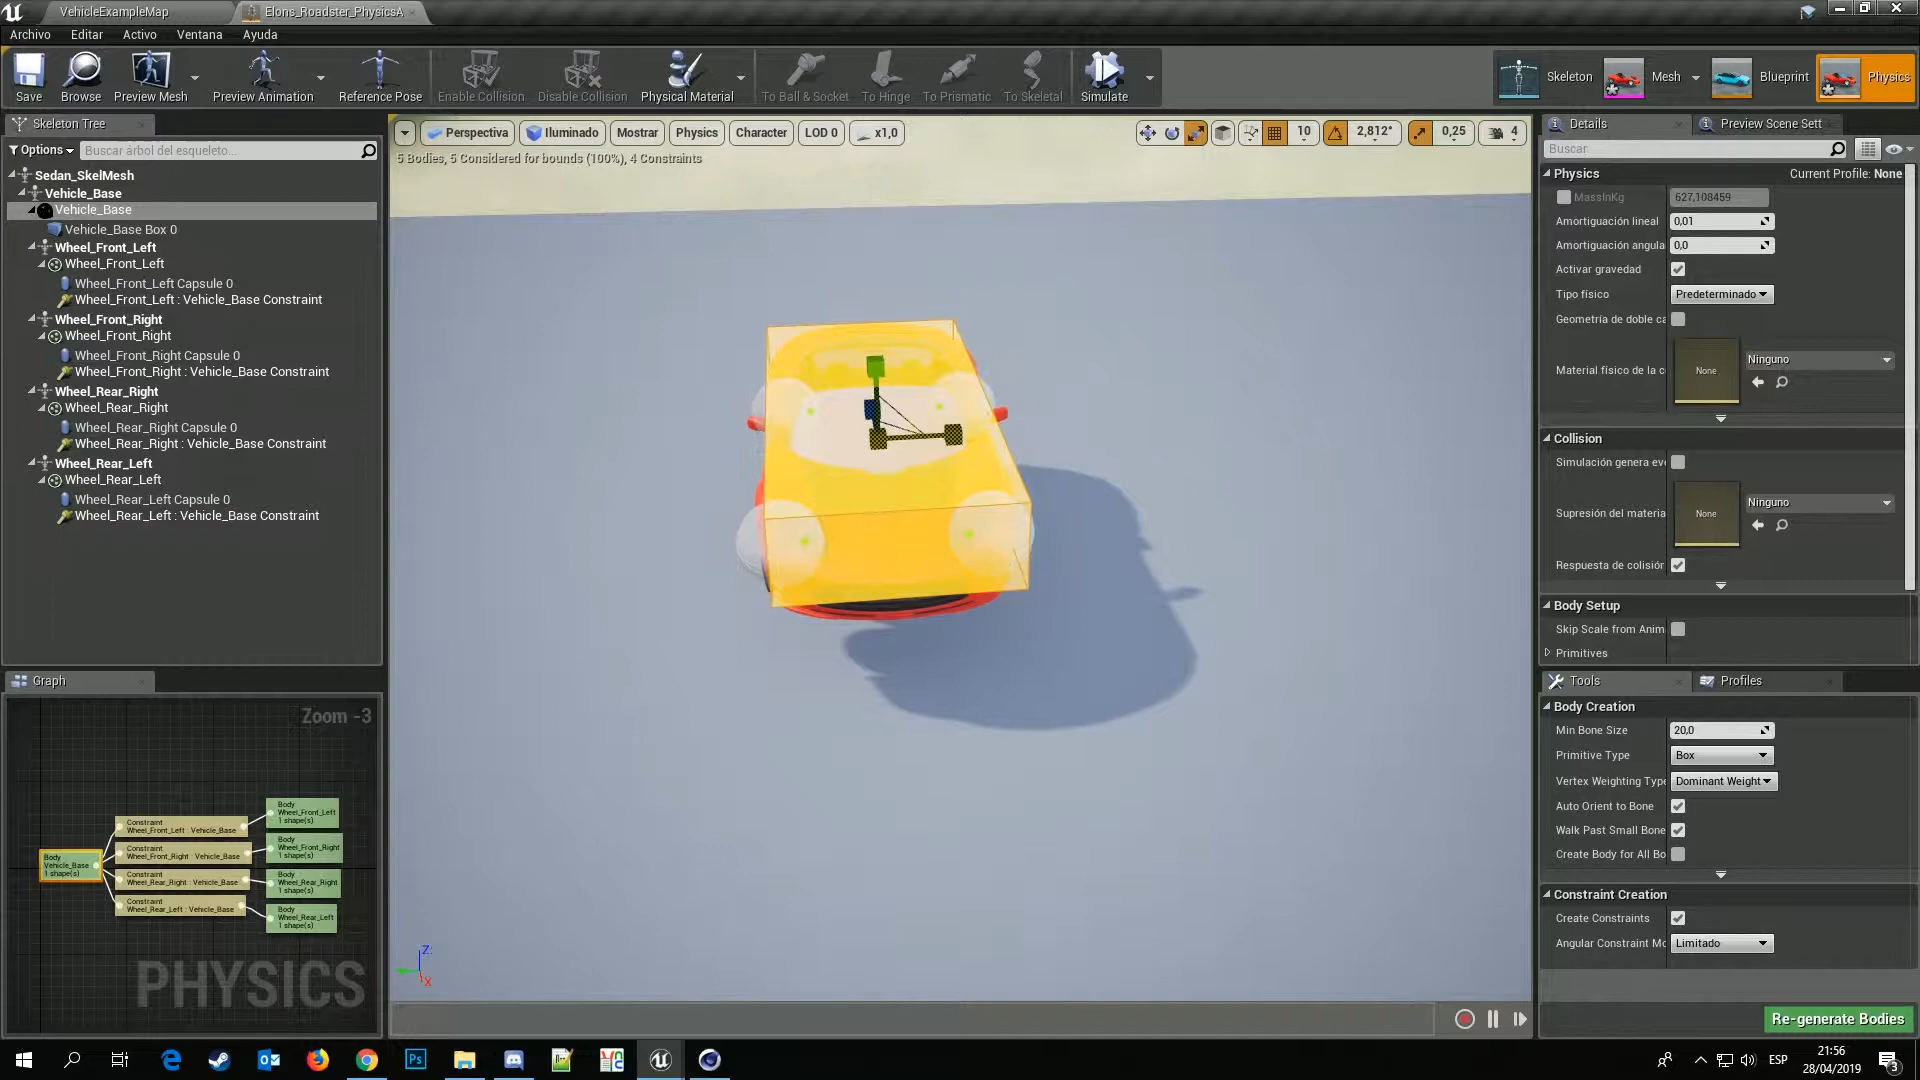 VehicleExampleMap
Elons_Roadster_PhysicsA
Archivo
Editar
Activo
Ventana
Ayuda
Save
Browse
Preview Mesh
Preview Animation
Reference Pose
Enable Collision
Disable Collision
Physical Material
To Ball & Socket
To Hinge
To Prismatic
To Skeletal
Simulate
Skeleton
Mesh
Blueprint
Physics
Skeleton Tree
Options
Buscar árbol del esqueleto...
Sedan_SkelMesh
Vehicle_Base
Vehicle_Base
Vehicle_Base Box 0
Wheel_Front_Left
Wheel_Front_Left
Wheel_Front_Left Capsule 0
Wheel_Front_Left : Vehicle_Base Constraint
Wheel_Front_Right
Wheel_Front_Right
Wheel_Front_Right Capsule 0
Wheel_Front_Right : Vehicle_Base Constraint
Wheel_Rear_Right
Wheel_Rear_Right
Wheel_Rear_Right Capsule 0
Wheel_Rear_Right : Vehicle_Base Constraint
Wheel_Rear_Left
Wheel_Rear_Left
Wheel_Rear_Left Capsule 0
Wheel_Rear_Left : Vehicle_Base Constraint
Graph
Zoom -3
Body
Vehicle_Base
1 shape(s)
Constraint
Wheel_Front_Left : Vehicle_Base
Constraint
Wheel_Front_Right : Vehicle_Base
Constraint
Wheel_Rear_Right : Vehicle_Base
Constraint
Wheel_Rear_Left : Vehicle_Base
Body
Wheel_Front_Left
1 shape(s)
Body
Wheel_Front_Right
1 shape(s)
Body
Wheel_Rear_Right
1 shape(s)
Body
Wheel_Rear_Left
1 shape(s)
PHYSICS
Perspectiva
Iluminado
Mostrar
Physics
Character
LOD 0
x1,0
10
2,812°
0,25
4
5 Bodies, 5 Considered for bounds (100%), 4 Constraints
Z
X
Details
Preview Scene Sett
Buscar
Physics
Current Profile: None
MassInKg
627,108459
Amortiguación lineal
0,01
Amortiguación angula
0,0
Activar gravedad
Tipo físico
Predeterminado
Geometría de doble ca
Material físico de la c
None
Ninguno
Collision
Simulación genera eve
Supresión del materia
None
Ninguno
Respuesta de colisión
Body Setup
Skip Scale from Anim
Primitives
Tools
Profiles
Body Creation
Min Bone Size
20,0
Primitive Type
Box
Vertex Weighting Type
Dominant Weight
Auto Orient to Bone
Walk Past Small Bone
Create Body for All Bo
Constraint Creation
Create Constraints
Angular Constraint Mo
Limitado
Re-generate Bodies
Ps
ESP
21:56
28/04/2019
3